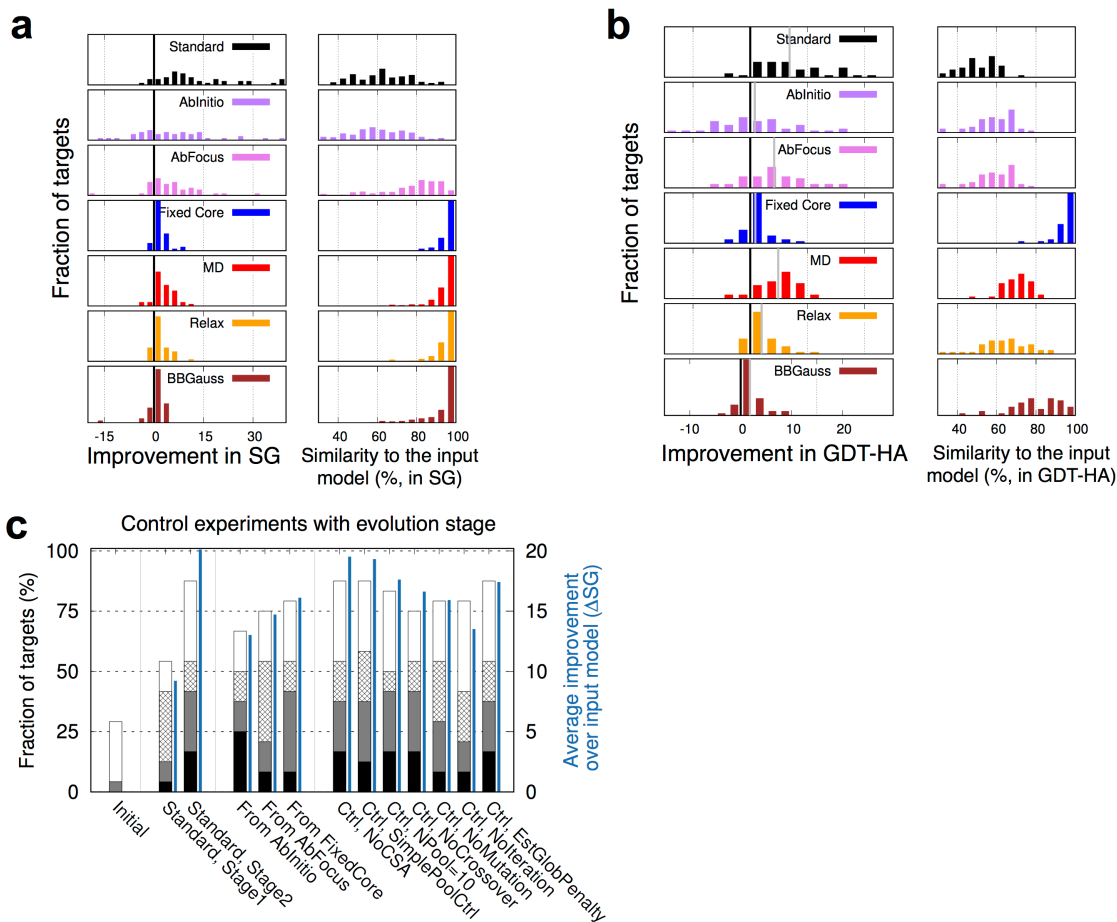 a
Fraction of targets
Standard
AbInitio
AbFocus
Fixed Core
MD
Relax
BBGauss
-15 0 15 30
Improvement in SG
40 60 80 100
Similarity to the input
model (%, in SG)
b
Fraction of targets
Standard
AbInitio
AbFocus
Fixed Core
MD
Relax
BBGauss
-10 0 10 20
Improvement in GDT-HA
40 60 80 100
Similarity to the input
model (%, in GDT-HA)
c
Control experiments with evolution stage
Fraction of targets (%)
100
75
50
25
0
20
15
10
5
0
Average improvement
over input model (ΔSG)
Initial
Standard, Stage1
Standard, Stage2
From AbInitio
From AbFocus
From FixedCore
Ctrl, NoCSA
Ctrl, SimplePoolCtrl
Ctrl, NPool=10
Ctrl, NoCrossover
Ctrl, NoMutation
Ctrl, NoIteration
Ctrl, EstGlobPenalty